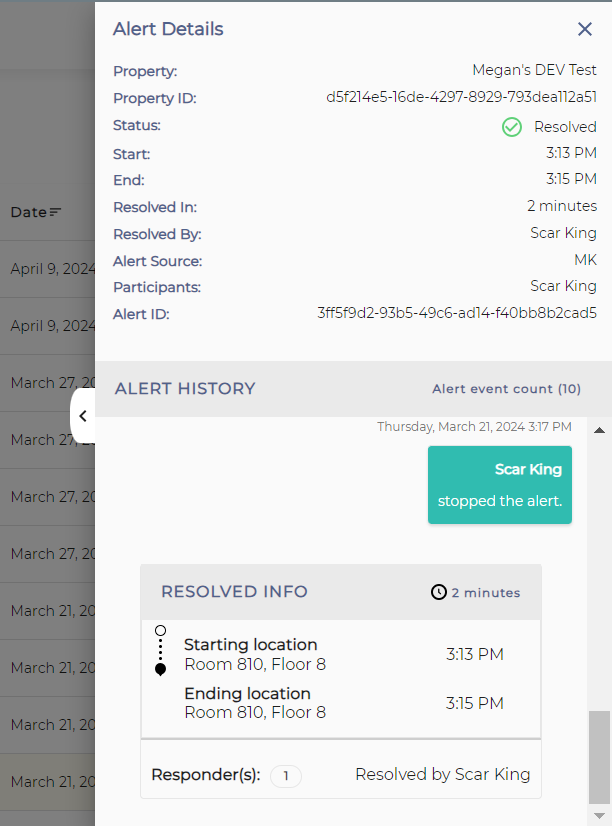 Alert Details
Property: Megan's DEV Test
Property ID: d5f214e5-16de-4297-8929-793dea112a51
Status: Resolved
Start: 3:13 PM
End: 3:15 PM
Resolved In: 2 minutes
Resolved By: Scar King
Alert Source: MK
Participants: Scar King
Alert ID: 3ff5f9d2-93b5-49c6-ad14-f40bb8b2cad5
ALERT HISTORY Alert event count (10)
Thursday, March 21, 2024 3:17 PM
Scar King
stopped the alert.
RESOLVED INFO 2 minutes
Starting location 3:13 PM
Room 810, Floor 8
Ending location 3:15 PM
Room 810, Floor 8
Responder(s): 1 Resolved by Scar King
Date
April 9, 2024
April 9, 2024
March 27, 20
March 27, 20
March 27, 20
March 27, 20
March 21, 20
March 21, 20
March 21, 20
March 21, 20